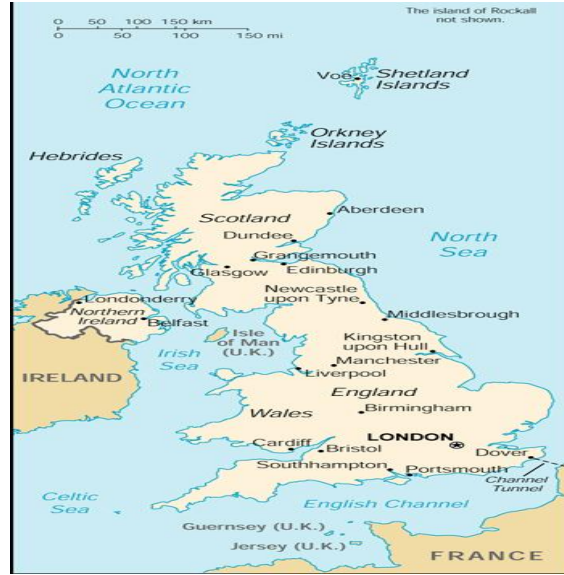 The island of Rockall
not shown.
0 50 100 150 km
0 50 100 150 mi
North
Atlantic
Ocean
Voe
Shetland
Islands
Orkney
Islands
Hebrides
Scotland
Aberdeen
Dundee
North
Sea
Grangemouth
Glasgow
Edinburgh
Newcastle
upon Tyne
Londonderry
Northern
Ireland
Belfast
Middlesbrough
Isle
of Man
(U.K.)
Kingston
upon Hull
Irish
Sea
Manchester
Liverpool
IRELAND
England
Wales
Birmingham
LONDON
Cardiff
Bristol
Dover
Southhampton
Portsmouth
Channel
Tunnel
Celtic
Sea
English Channel
Guernsey (U.K.)
Jersey (U.K.)
FRANCE